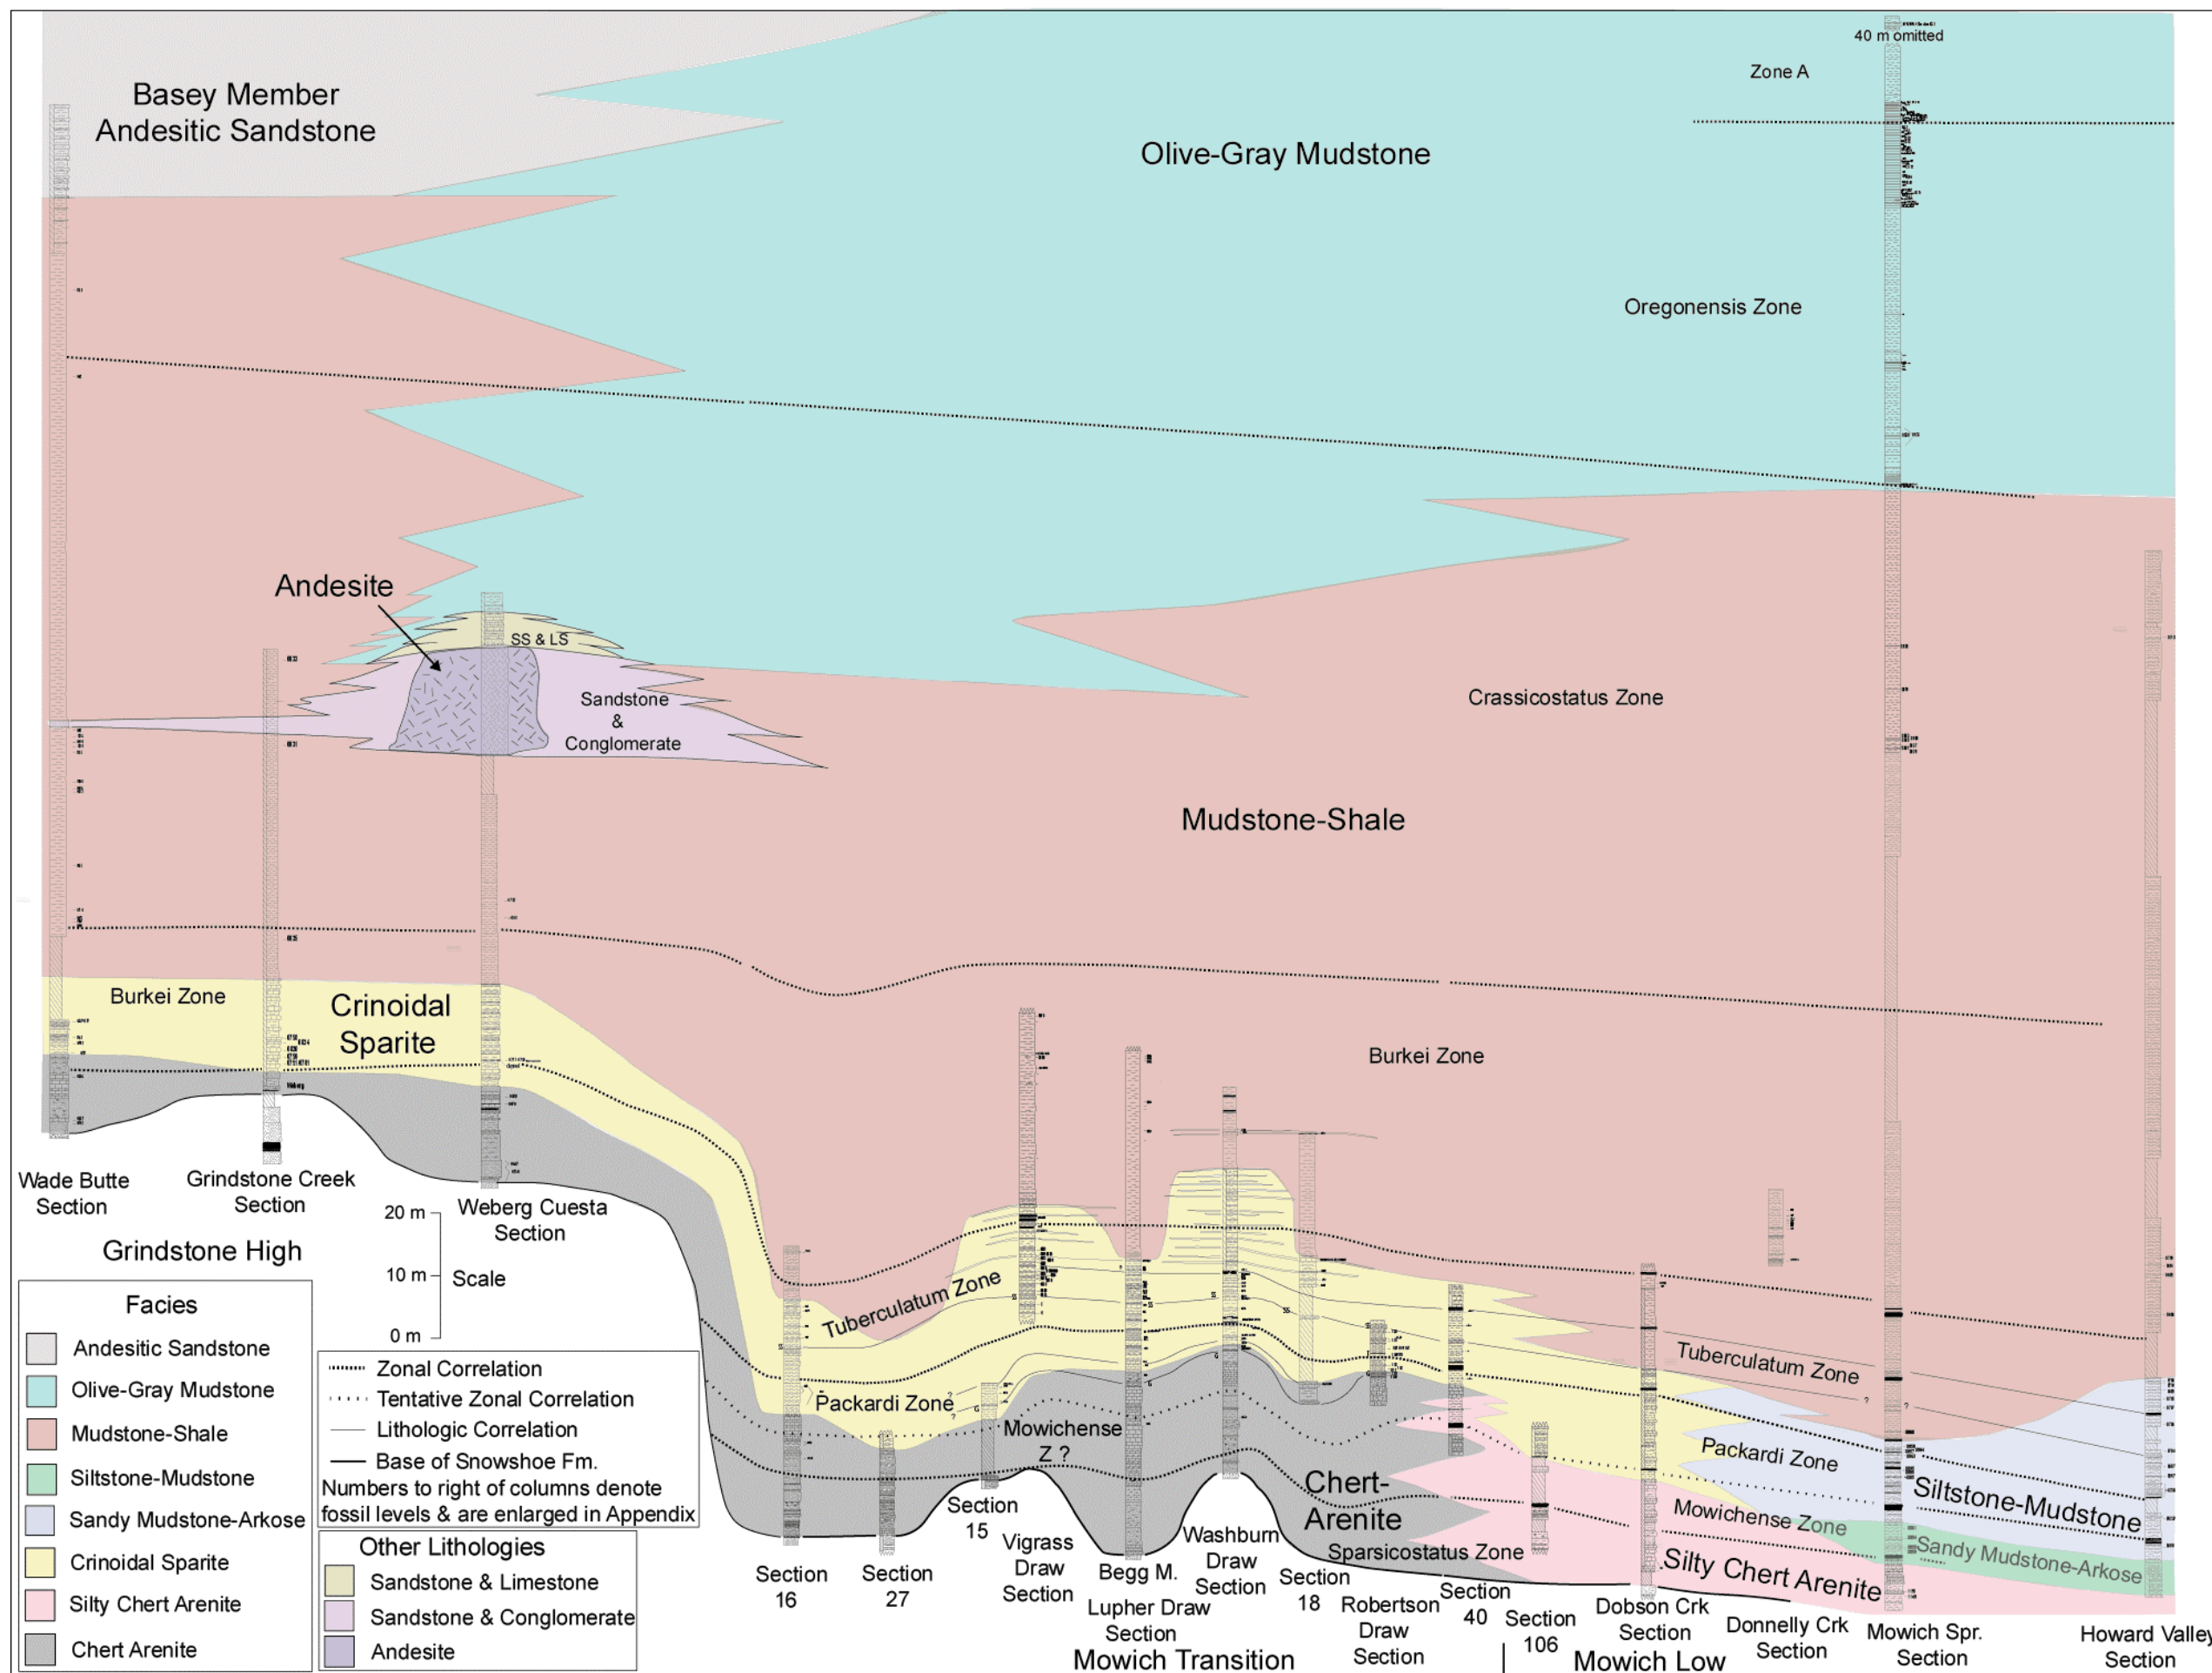 40 m omitted
Zone A
Basey Member
Andesitic Sandstone
Olive-Gray Mudstone
Oregonensis Zone
Andesite
SS & LS
Sandstone
&
Conglomerate
Crassicostatus Zone
Mudstone-Shale
Burkei Zone
Crinoidal
Sparite
Burkei Zone
Weberg
Wade Butte
Section
Grindstone Creek
Section
Weberg Cuesta
Section
Grindstone High
20 m
10 m
0 m
Scale
Tuberculatum Zone
Packardi Zone
Mowichense
Z ?
Tuberculatum Zone
Packardi Zone
Mowichense Zone
Siltstone-Mudstone
Sandy Mudstone-Arkose
Chert-
Arenite
Sparsicostatus Zone
Silty Chert Arenite
Section
16
Section
27
Section
15
Vigrass
Draw
Section
Begg M.
Lupher Draw
Section
Washburn
Draw
Section
Section
18
Robertson
Draw
Section
Section
40
Section
106
Dobson Crk
Section
Donnelly Crk
Section
Mowich Spr.
Section
Howard Valley
Section
Mowich Transition
Mowich Low
Facies
Andesitic Sandstone
Olive-Gray Mudstone
Mudstone-Shale
Siltstone-Mudstone
Sandy Mudstone-Arkose
Crinoidal Sparite
Silty Chert Arenite
Chert Arenite
Zonal Correlation
Tentative Zonal Correlation
Lithologic Correlation
Base of Snowshoe Fm.
Numbers to right of columns denote
fossil levels & are enlarged in Appendix
Other Lithologies
Sandstone & Limestone
Sandstone & Conglomerate
Andesite